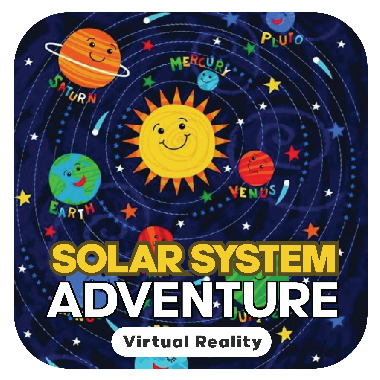 PLUTO
MERCURY
SATURN
VENUS
EARTH
SOLAR SYSTEM
ADVENTURE
Virtual Reality